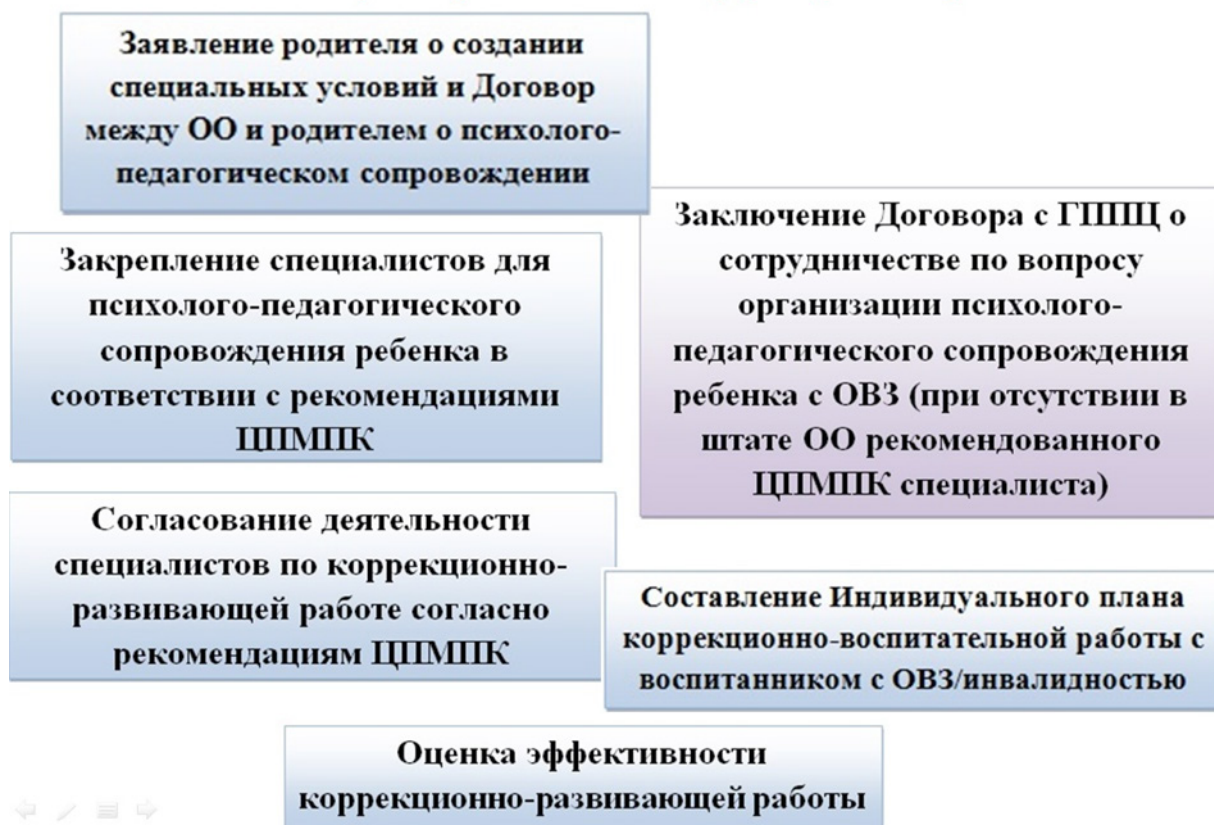 Заявление родителя о создании
специальных условий и Договор
между ОО и родителем о психолого-
педагогическом сопровождении
Закрепление специалистов для
психолого-педагогического
сопровождения ребенка в
соответствии с рекомендациями
ЦПМПК
Заключение Договора с ГППЦ о
сотрудничестве по вопросу
организации психолого-
педагогического сопровождения
ребенка с ОВЗ (при отсутствии в
штате ОО рекомендованного
ЦПМПК специалиста)
Согласование деятельности
специалистов по коррекционно-
развивающей работе согласно
рекомендациям ЦПМПК
Составление Индивидуального плана
коррекционно-воспитательной работы с
воспитанником с ОВЗ/инвалидностью
Оценка эффективности
коррекционно-развивающей работы